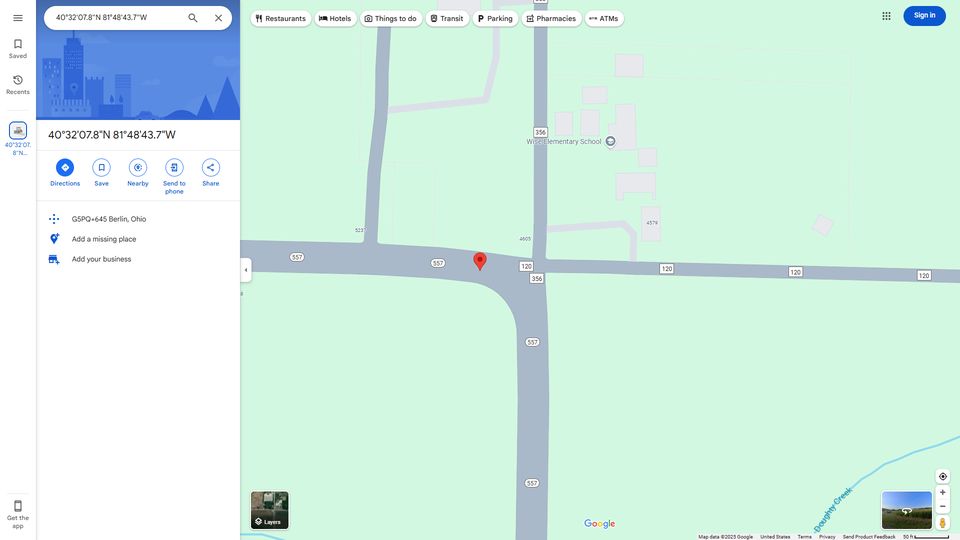 40°32'07.8"N 81°48'43.7"W
Saved
Recents
40°32'07.
8"N...
Get the
app
40°32'07.8"N 81°48'43.7"W
Directions
Save
Nearby
Send to
phone
Share
G5PQ+645 Berlin, Ohio
Add a missing place
Add your business
Restaurants
Hotels
Things to do
Transit
Parking
Pharmacies
ATMs
Sign in
356
Wise Elementary School
4579
4605
557
557
120
356
120
120
120
557
557
Doughty Creek
Layers
Google
Map data ©2025 Google
United States
Terms
Privacy
Send Product Feedback
50 ft